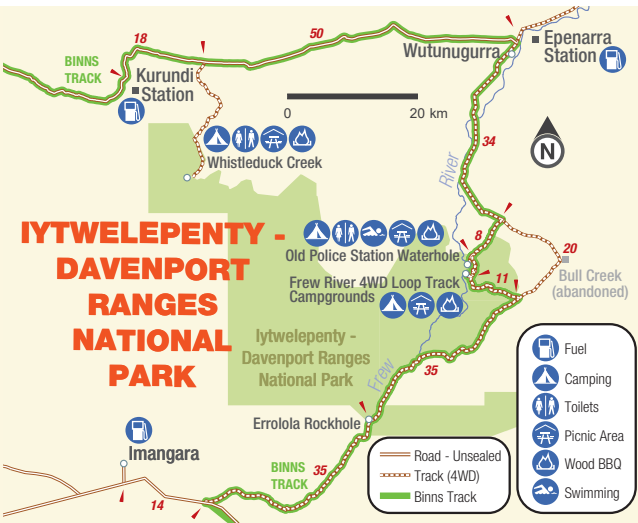 18
50
BINNS
TRACK
Kurundi
Station
Wutunugurra
Epenarra
Station
0
20 km
N
34
River
Whistleduck Creek
IYTWELEPENTY -
DAVENPORT
RANGES
NATIONAL
PARK
8
20
Old Police Station Waterhole
Bull Creek
(abandoned)
11
Frew River 4WD Loop Track
Campgrounds
Iytwelepenty -
Davenport Ranges
National Park
Frew
35
Errolola Rockhole
Imangara
BINNS
TRACK
35
14
Road - Unsealed
Track (4WD)
Binns Track
Fuel
Camping
Toilets
Picnic Area
Wood BBQ
Swimming